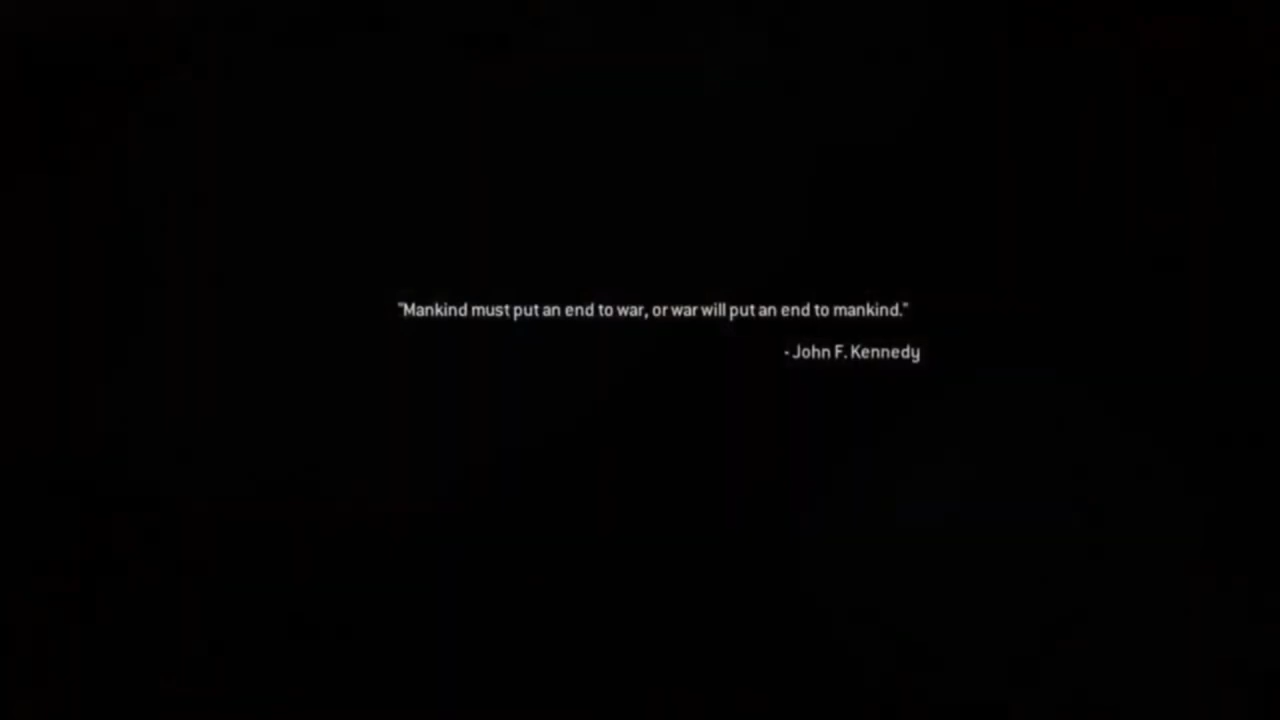 "Mankind must put an end to war, or war will put an end to mankind."
- John F. Kennedy